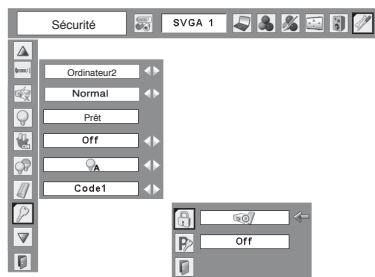 Sécurité
SVGA 1
Ordinateur2
Normal
Prêt
Off
A
Code1
Off